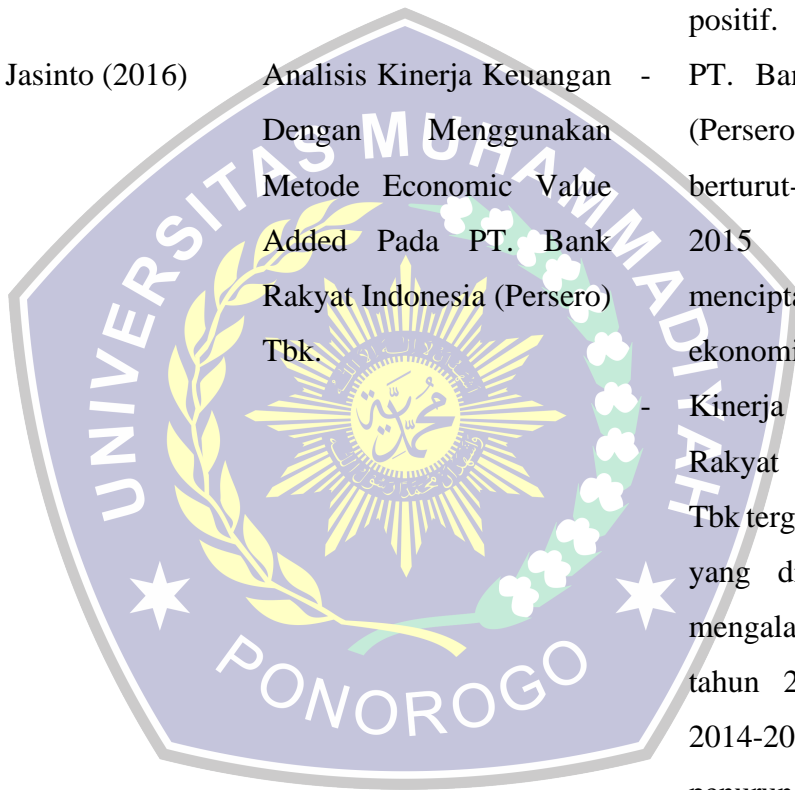 positif.
Jasinto (2016)
Analisis Kinerja Keuangan
Dengan Menggunakan
Metode Economic Value
Added Pada PT. Bank
Rakyat Indonesia (Persero)
Tbk.
- PT. Ban
(Persero
berturut-
2015
mencipta
ekonomi
- Kinerja
Rakyat
Tbk terg
yang d
mengala
tahun 2
2014-20
UNIVERSITAS MUHAMMADIYAH
PONOROGO